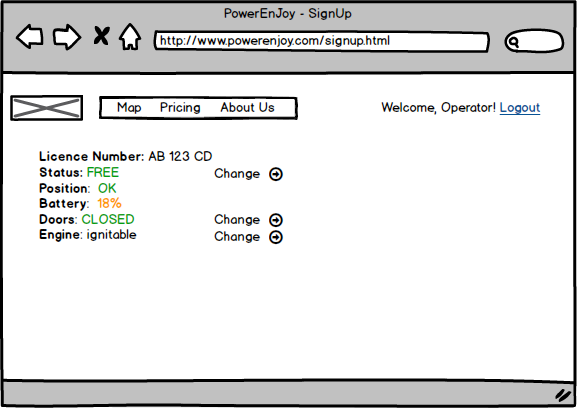 PowerEnJoy - SignUp
http://www.powerenjoy.com/signup.html
Map Pricing About Us Welcome, Operator! Logout
Licence Number: AB 123 CD
Status: FREE Change
Position: OK
Battery: 18%
Doors: CLOSED Change
Engine: ignitable Change